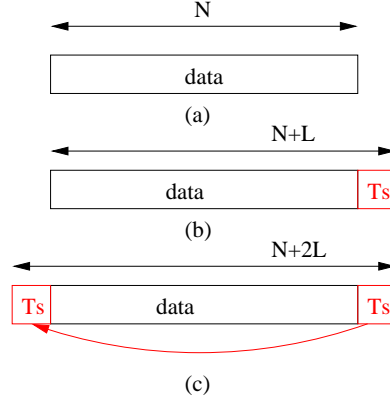 N
data
(a)
N+L
data Ts
(b)
N+2L
Ts data Ts
(c)